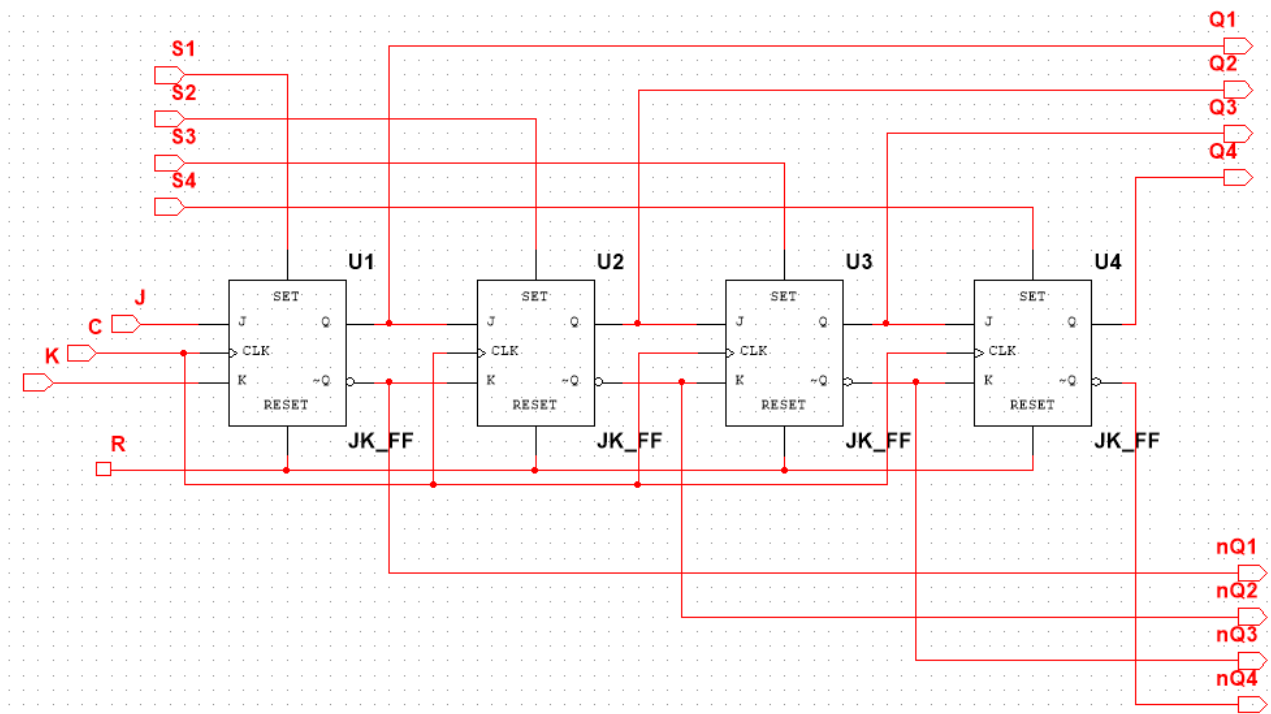 Q1
S1
Q2
S2
Q3
S3
Q4
S4
U1 U2 U3 U4
SET SET SET SET
J
J Q J Q J Q J Q
C
CLK CLK CLK CLK
K
K ~Q K ~Q K ~Q K ~Q
RESET RESET RESET RESET
R
JK_FF JK_FF JK_FF JK_FF
nQ1
nQ2
nQ3
nQ4